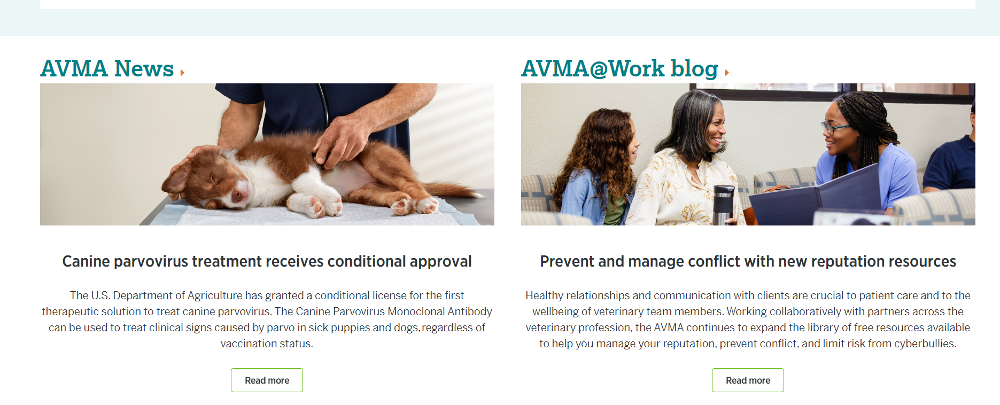 AVMA News
Canine parvovirus treatment receives conditional approval
The U.S. Department of Agriculture has granted a conditional license for the first
therapeutic solution to treat canine parvovirus. The Canine Parvovirus Monoclonal Antibody
can be used to treat clinical signs caused by parvo in sick puppies and dogs, regardless of
vaccination status.
Read more
AVMA@Work blog
Prevent and manage conflict with new reputation resources
Healthy relationships and communication with clients are crucial to patient care and to the
wellbeing of veterinary team members. Working collaboratively with partners across the
veterinary profession, the AVMA continues to expand the library of free resources available
to help you manage your reputation, prevent conflict, and limit risk from cyberbullies.
Read more